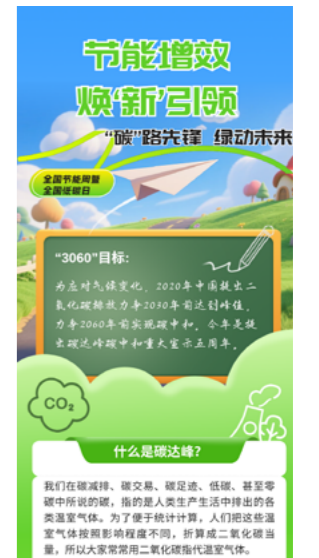 节能增效
焕“新”引领
“碳”路先锋 绿动未来
全国节能周暨
全国低碳日
“3060”目标:
为应对气候变化，2020年中国提出二
氧化碳排放力争2030年前达到峰值，
力争2060年前实现碳中和。今年是提
出碳达峰碳中和重大宣示五周年。
CO₂
什么是碳达峰？
我们在碳减排、碳交易、碳足迹、低碳、甚至零
碳中所说的碳，指的是人类生产生活中排出的各
类温室气体。为了便于统计计算，人们把这些温
室气体按照影响程度不同，折算成二氧化碳当
量，所以大家常常用二氧化碳指代温室气体。